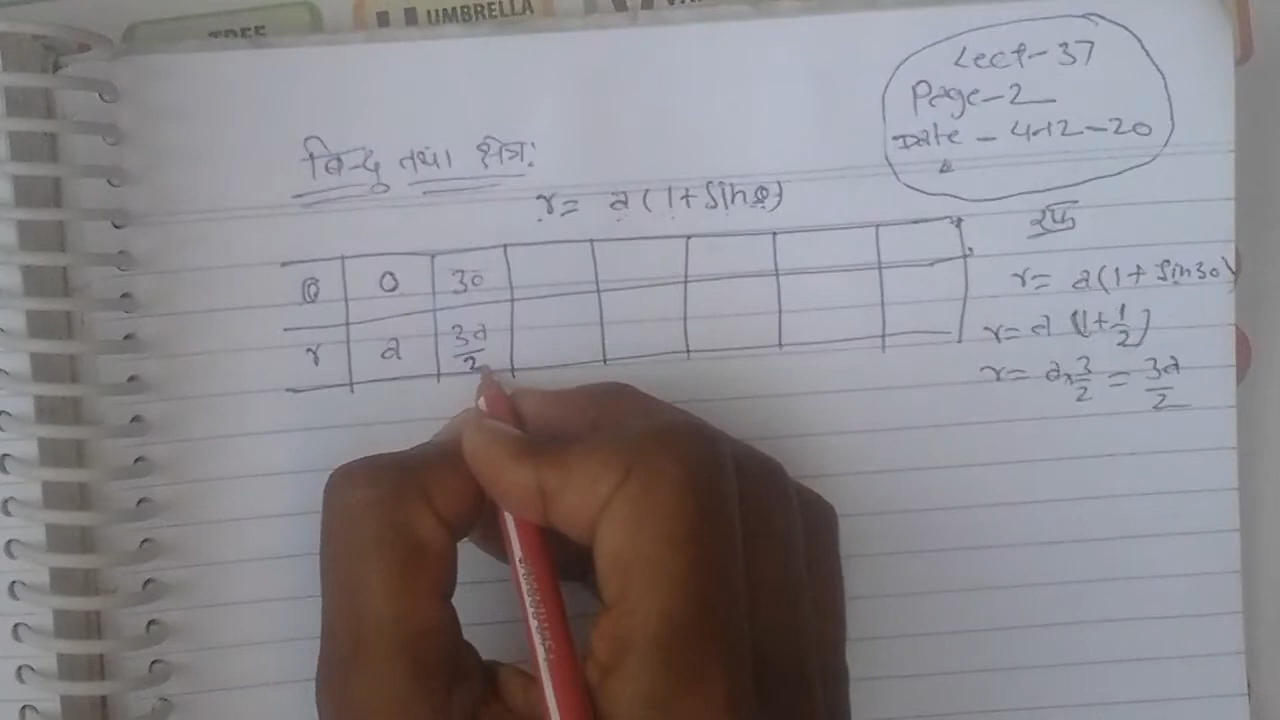 TREE
UMBRELLA
Lect-37
Page-2
Date - 4-12-20
बिन्दु तथा क्षेत्र:
r = a(1+sinθ)
θ 0 30
r a 3a/2
रफ
r = a(1+sin30)
r = a (1+1/2)
r = a×3/2 = 3a/2